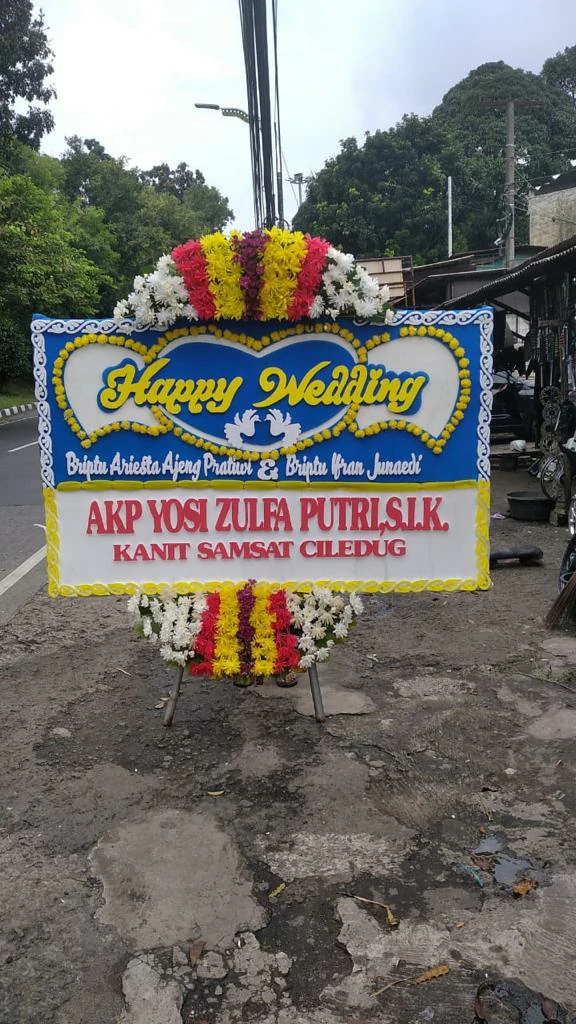 Happy Wedding
Briptu Ariesta Ajeng Pratiwi & Briptu Ifran Junaedi
AKP YOSI ZULFA PUTRI,S.I.K.
KANIT SAMSAT CILEDUG